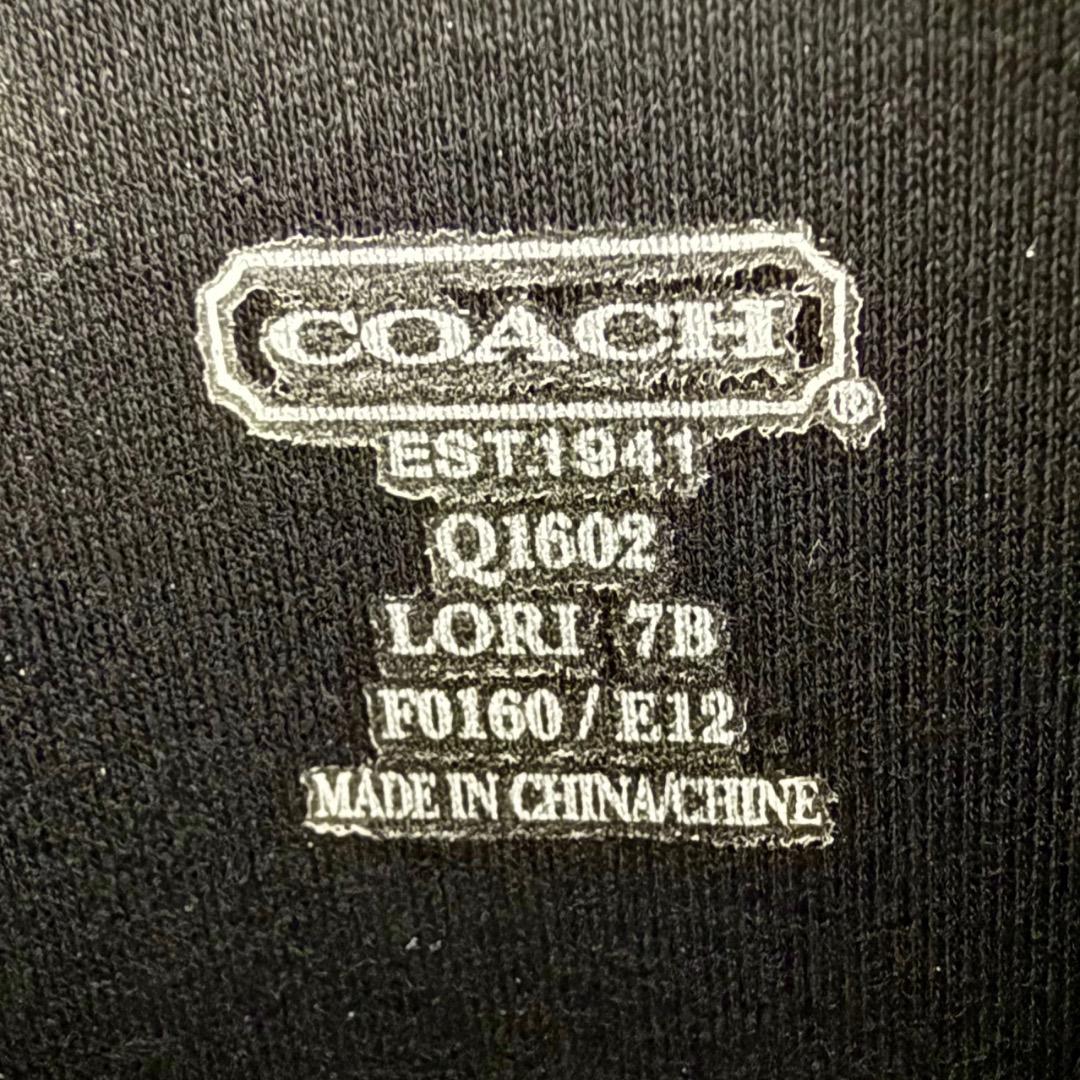 COACH®
EST.1941
Q1602
LORI 7B
F0160 / E12
MADE IN CHINA/CHINE